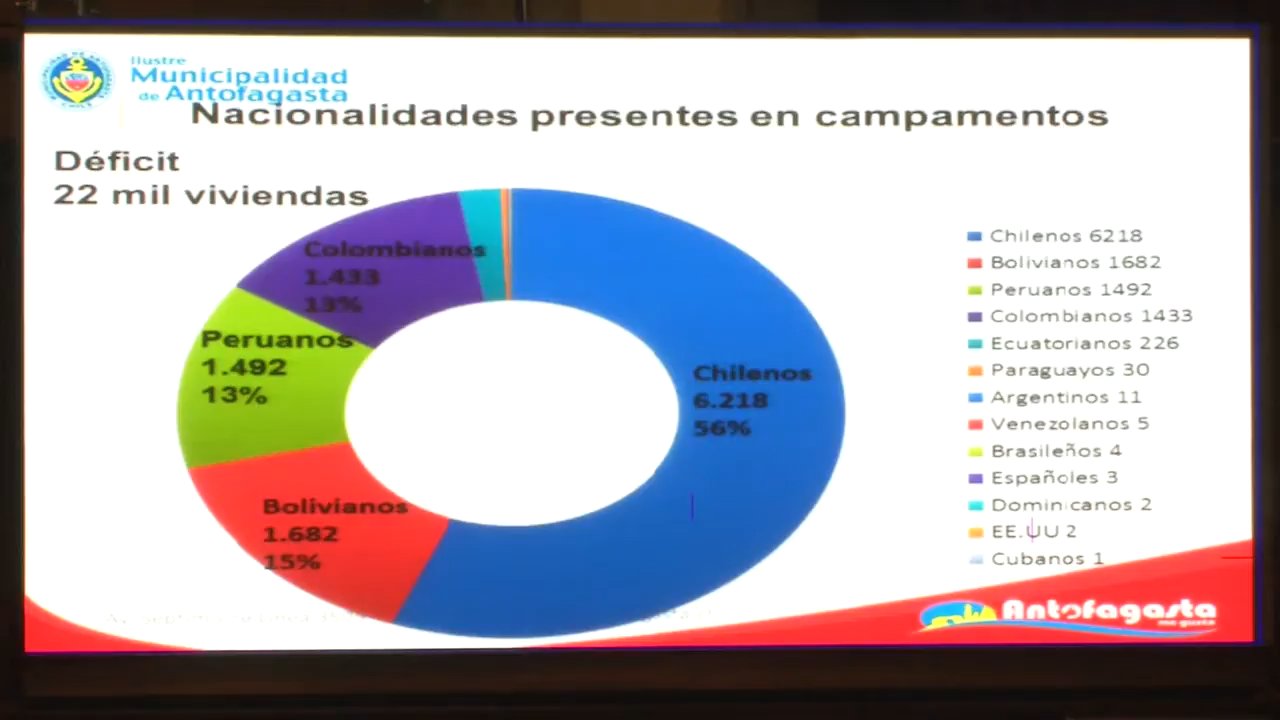 Ilustre
Municipalidad
de Antofagasta
Nacionalidades presentes en campamentos
Déficit
22 mil viviendas
Colombianos
1.433
13%
Peruanos
1.492
13%
Chilenos
6.218
56%
Bolivianos
1.682
15%
Chilenos 6218
Bolivianos 1682
Peruanos 1492
Colombianos 1433
Ecuatorianos 226
Paraguayos 30
Argentinos 11
Venezolanos 5
Brasileños 4
Españoles 3
Dominicanos 2
EE.UU 2
Cubanos 1
Antofagasta
me gusta